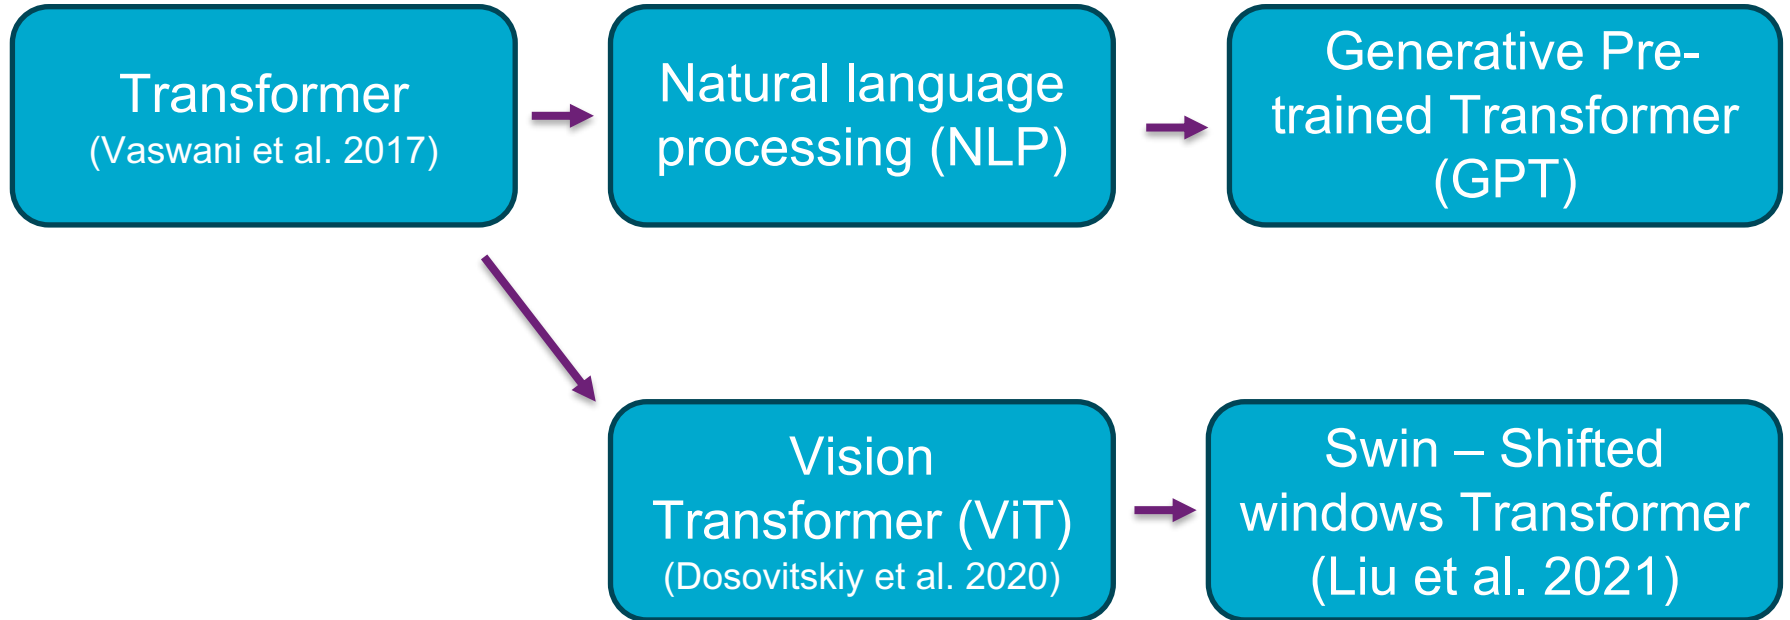 Transformer
(Vaswani et al. 2017)
Natural language
processing (NLP)
Generative Pre-
trained Transformer
(GPT)
Vision
Transformer (ViT)
(Dosovitskiy et al. 2020)
Swin – Shifted
windows Transformer
(Liu et al. 2021)